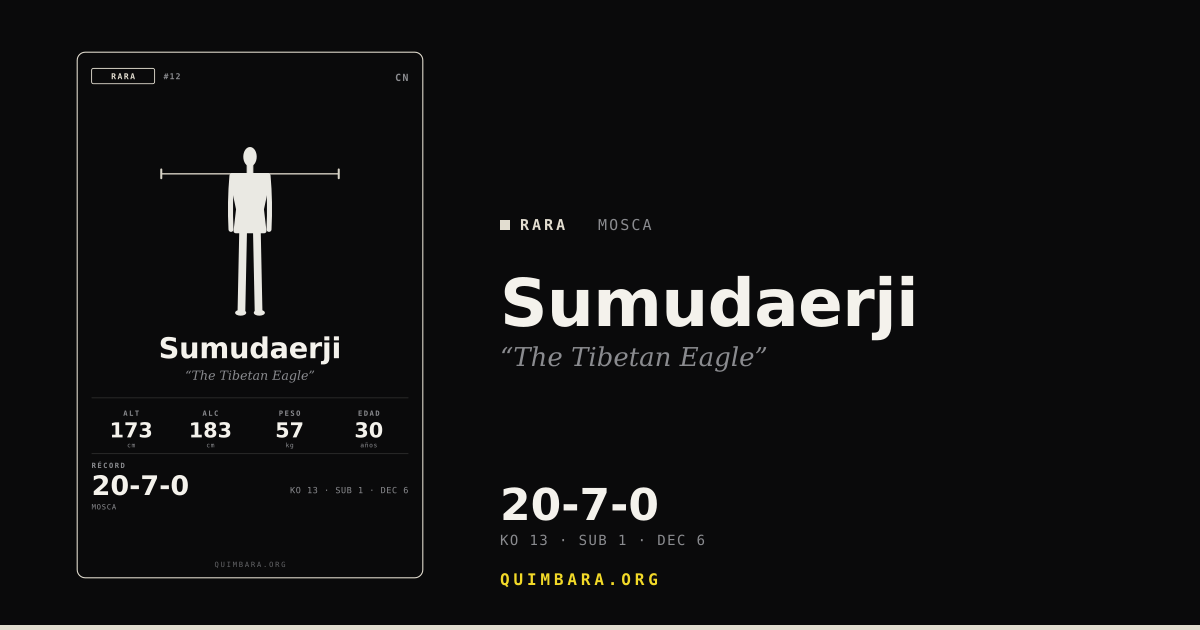 RARA #12 CN
Sumudaerji
“The Tibetan Eagle”
ALT ALC PESO EDAD
173 183 57 30
cm cm kg años
RÉCORD
20-7-0
KO 13 · SUB 1 · DEC 6
MOSCA
QUIMBARA.ORG
RARA MOSCA
Sumudaerji
“The Tibetan Eagle”
20-7-0
KO 13 · SUB 1 · DEC 6
QUIMBARA.ORG